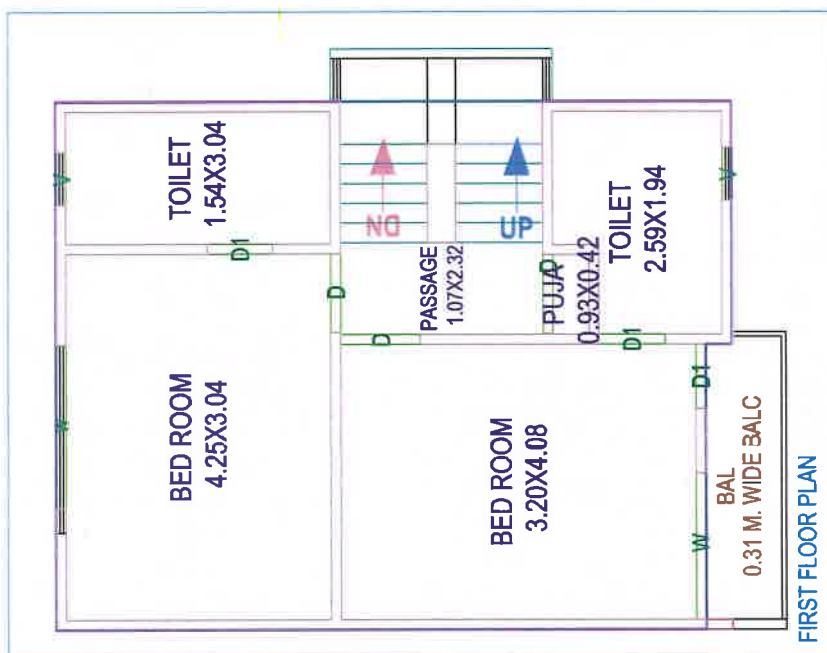 V
TOILET
1.54X3.04
D1
W
BED ROOM
4.25X3.04
D
DN
UP
PASSAGE
1.07X2.32
D
D
PUJA
0.93X0.42
TOILET
2.59X1.94
V
D1
BED ROOM
3.20X4.08
D1
W
BAL
0.31 M. WIDE BALC
FIRST FLOOR PLAN